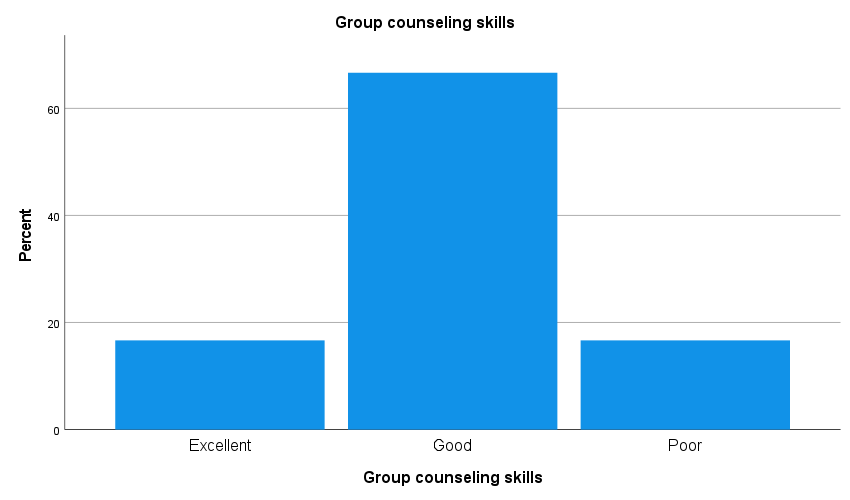 Group counseling skills
60
40
20
0
Percent
Excellent Good Poor
Group counseling skills